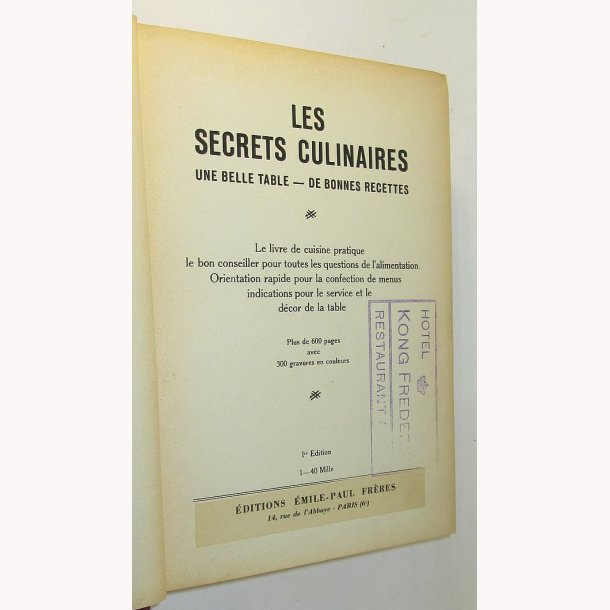 LES
SECRETS CULINAIRES
UNE BELLE TABLE — DE BONNES RECETTES
Le livre de cuisine pratique
le bon conseiller pour toutes les questions de l'alimentation
Orientation rapide pour la confection de menus
indications pour le service et le
décor de la table
Plus de 600 pages
avec
300 gravures en couleurs
HOTEL
KONG FREDER
RESTAURANT
1re Edition
1—40 Mille
ÉDITIONS ÉMILE-PAUL FRÈRES
14, rue de l'Abbaye - PARIS (6e)